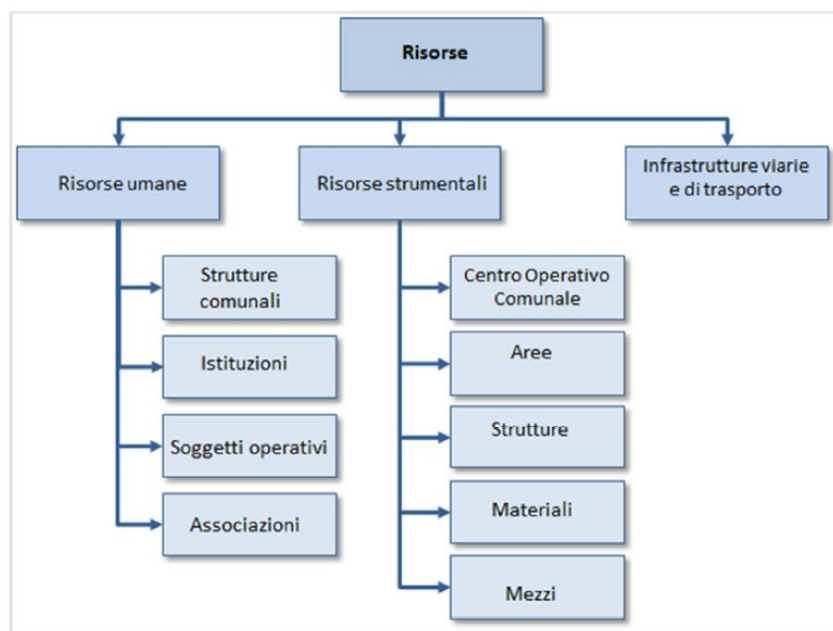 Risorse
Risorse umane
Risorse strumentali
Infrastrutture viarie
e di trasporto
Strutture
comunali
Istituzioni
Soggetti operativi
Associazioni
Centro Operativo
Comunale
Aree
Strutture
Materiali
Mezzi